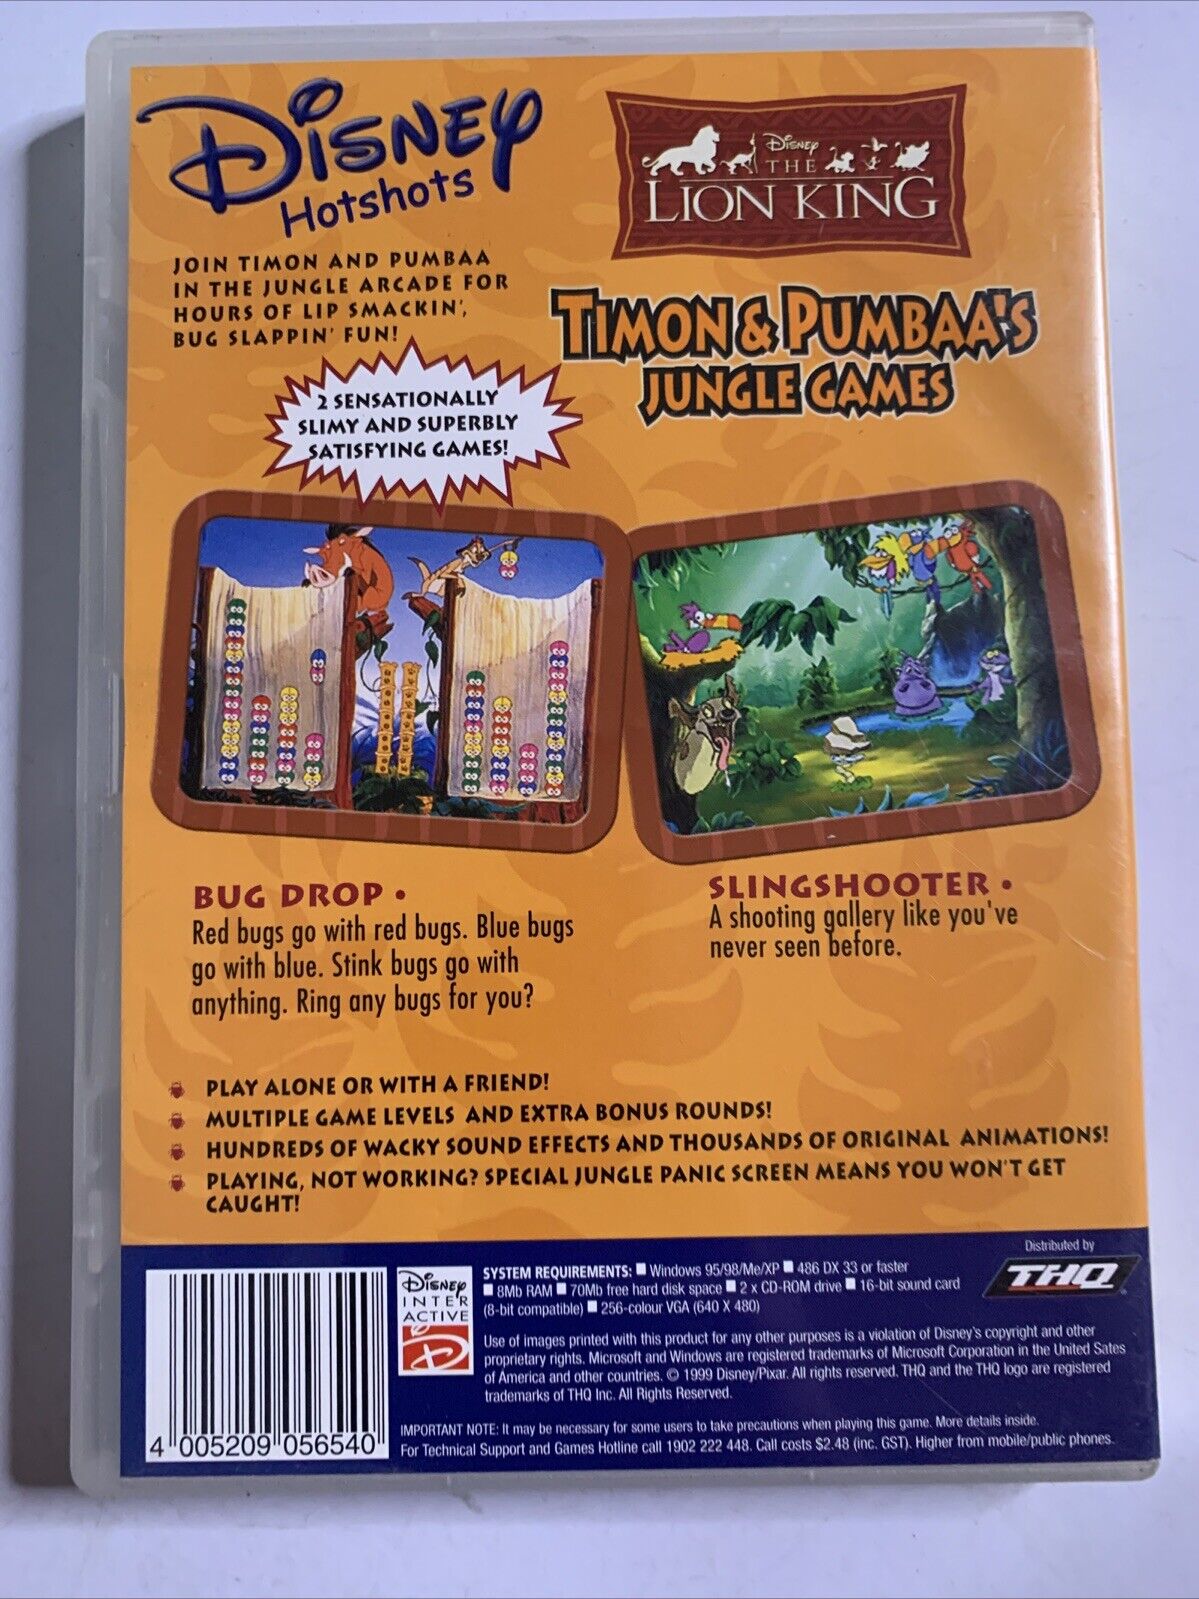 Disney
Hotshots
JOIN TIMON AND PUMBAA
IN THE JUNGLE ARCADE FOR
HOURS OF LIP SMACKIN',
BUG SLAPPIN' FUN!
Disney
THE
LION KING
TIMON & PUMBAA'S
JUNGLE GAMES
2 SENSATIONALLY
SLIMY AND SUPERBLY
SATISFYING GAMES!
BUG DROP •
Red bugs go with red bugs. Blue bugs
go with blue. Stink bugs go with
anything. Ring any bugs for you?
SLINGSHOOTER •
A shooting gallery like you've
never seen before.
PLAY ALONE OR WITH A FRIEND!
MULTIPLE GAME LEVELS AND EXTRA BONUS ROUNDS!
HUNDREDS OF WACKY SOUND EFFECTS AND THOUSANDS OF ORIGINAL ANIMATIONS!
PLAYING, NOT WORKING? SPECIAL JUNGLE PANIC SCREEN MEANS YOU WON'T GET
CAUGHT!
4 005209 056540
Disney
INTER
ACTIVE
D
SYSTEM REQUIREMENTS: ■ Windows 95/98/Me/XP ■ 486 DX 33 or faster
■ 8Mb RAM ■ 70Mb free hard disk space ■ 2 x CD-ROM drive ■ 16-bit sound card
(8-bit compatible) ■ 256-colour VGA (640 X 480)
Distributed by
THQ
Use of images printed with this product for any other purposes is a violation of Disney's copyright and other
proprietary rights. Microsoft and Windows are registered trademarks of Microsoft Corporation in the United Sates
of America and other countries. © 1999 Disney/Pixar. All rights reserved. THQ and the THQ logo are registered
trademarks of THQ Inc. All Rights Reserved.
IMPORTANT NOTE: It may be necessary for some users to take precautions when playing this game. More details inside.
For Technical Support and Games Hotline call 1902 222 448. Call costs $2.48 (inc. GST). Higher from mobile/public phones.